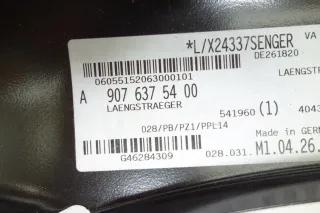 *L/X24337SENGER VA
DE261820
06055152063000101
LAENGSTRAEGER
A 907 637 54 00
LAENGSTRAEGER
541960 (1) 4043
028/PB/PZ1/PPL14
Made in GERM
G46284309 028.031. M1.04.26.